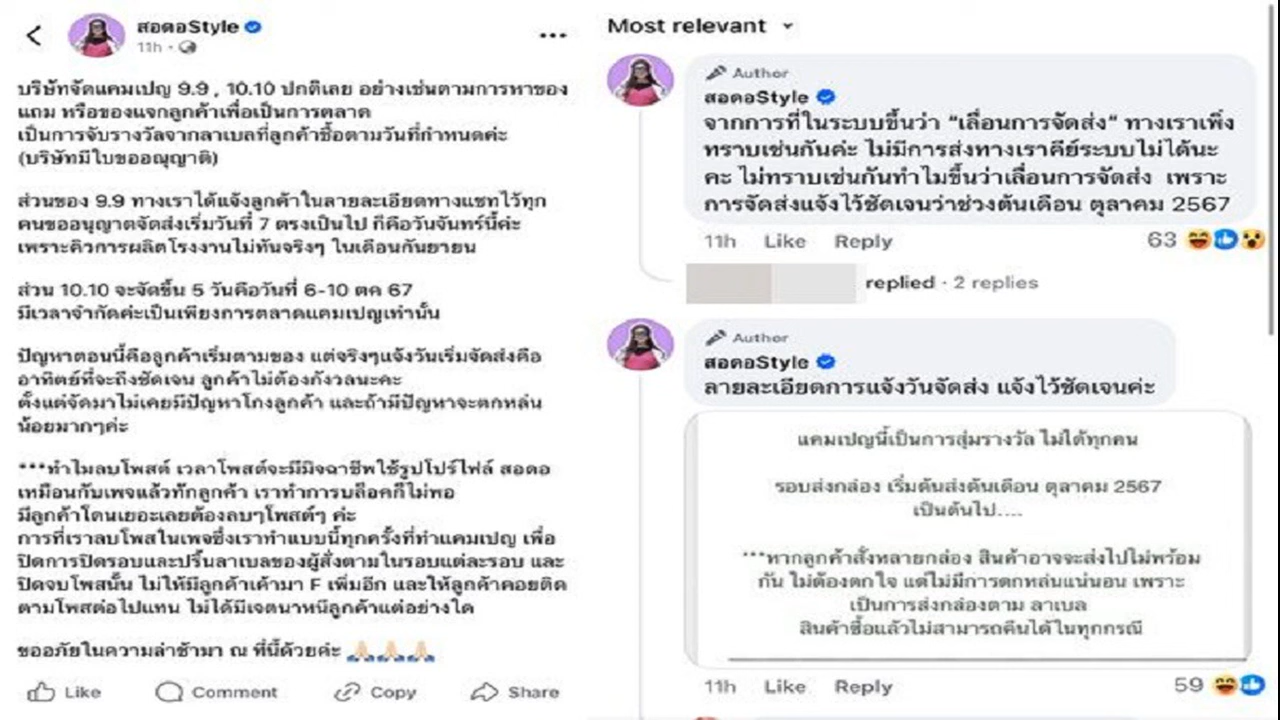 สอดอStyle
11h
บริษัทจัดแคมเปญ 9.9 , 10.10 ปกติเลย อย่างเช่นตามการหาของ
แถม หรือของแจกลูกค้าเพื่อเป็นการตลาด
เป็นการจับรางวัลจากลาเบลที่ลูกค้าซื้อตามวันที่กำหนดค่ะ
(บริษัทมีใบขออณุญาติ)
ส่วนของ 9.9 ทางเราได้แจ้งลูกค้าในลายละเอียดทางแชทไว้ทุก
คนขออนุญาตจัดส่งเริ่มวันที่ 7 ตรงเป็นไป ก็คือวันจันทร์นี้ค่ะ
เพราะคิวการผลิตโรงงานไม่ทันจริงๆ ในเดือนกันยายน
ส่วน 10.10 จะจัดขึ้น 5 วันคือวันที่ 6-10 ตค 67
มีเวลาจำกัดค่ะเป็นเพียงการตลาดแคมเปญเท่านั้น
ปัญหาตอนนี้คือลูกค้าเริ่มตามของ แต่จริงๆแจ้งวันเริ่มจัดส่งคือ
อาทิตย์ที่จะถึงชัดเจน ลูกค้าไม่ต้องกังวลนะคะ
ตั้งแต่จัดมาไม่เคยมีปัญหาโกงลูกค้า และถ้ามีปัญหาจะตกหล่น
น้อยมากๆค่ะ
***ทำไมลบโพสต์ เวลาโพสต์จะมีมิจฉาชีพใช้รูปโปร์ไฟล์ สอดอ
เหมือนกับเพจแล้วทักลูกค้า เราทำการบล็อคก็ไม่พอ
มีลูกค้าโดนเยอะเลยต้องลบๆโพสต์ๆ ค่ะ
การที่เราลบโพสในเพจซึ่งเราทำแบบนี้ทุกครั้งที่ทำแคมเปญ เพื่อ
ปิดการปิดรอบและปริ้นลาเบลของผู้สั่งตามในรอบแต่ละรอบ และ
ปิดจบโพสนั้น ไม่ให้มีลูกค้าเค้ามา F เพิ่มอีก และให้ลูกค้าคอยติด
ตามโพสต่อไปแทน ไม่ได้มีเจตนาหนีลูกค้าแต่อย่างใด
ขออภัยในความล่าช้ามา ณ ที่นี้ด้วยค่ะ 🙏🏻🙏🏻🙏🏻
Like Comment Copy Share
Most relevant
Author
สอดอStyle
จากการที่ในระบบขึ้นว่า “เลื่อนการจัดส่ง“ ทางเราเพิ่ง
ทราบเช่นกันค่ะ ไม่มีการส่งทางเราคีย์ระบบไม่ได้นะ
คะ ไม่ทราบเช่นกันทำไมขึ้นว่าเลื่อนการจัดส่ง เพราะ
การจัดส่งแจ้งไว้ชัดเจนว่าช่วงต้นเดือน ตุลาคม 2567
11h Like Reply 63
replied · 2 replies
Author
สอดอStyle
ลายละเอียดการแจ้งวันจัดส่ง แจ้งไว้ชัดเจนค่ะ
แคมเปญนี้เป็นการสุ่มรางวัล ไม่ได้ทุกคน
รอบส่งกล่อง เริ่มต้นส่งต้นเดือน ตุลาคม 2567
เป็นต้นไป....
***หากลูกค้าสั่งหลายกล่อง สินค้าอาจจะส่งไปไม่พร้อม
กัน ไม่ต้องตกใจ แต่ไม่มีการตกหล่นแน่นอน เพราะ
เป็นการส่งกล่องตาม ลาเบล
สินค้าซื้อแล้วไม่สามารถคืนได้ในทุกกรณี
11h Like Reply 59